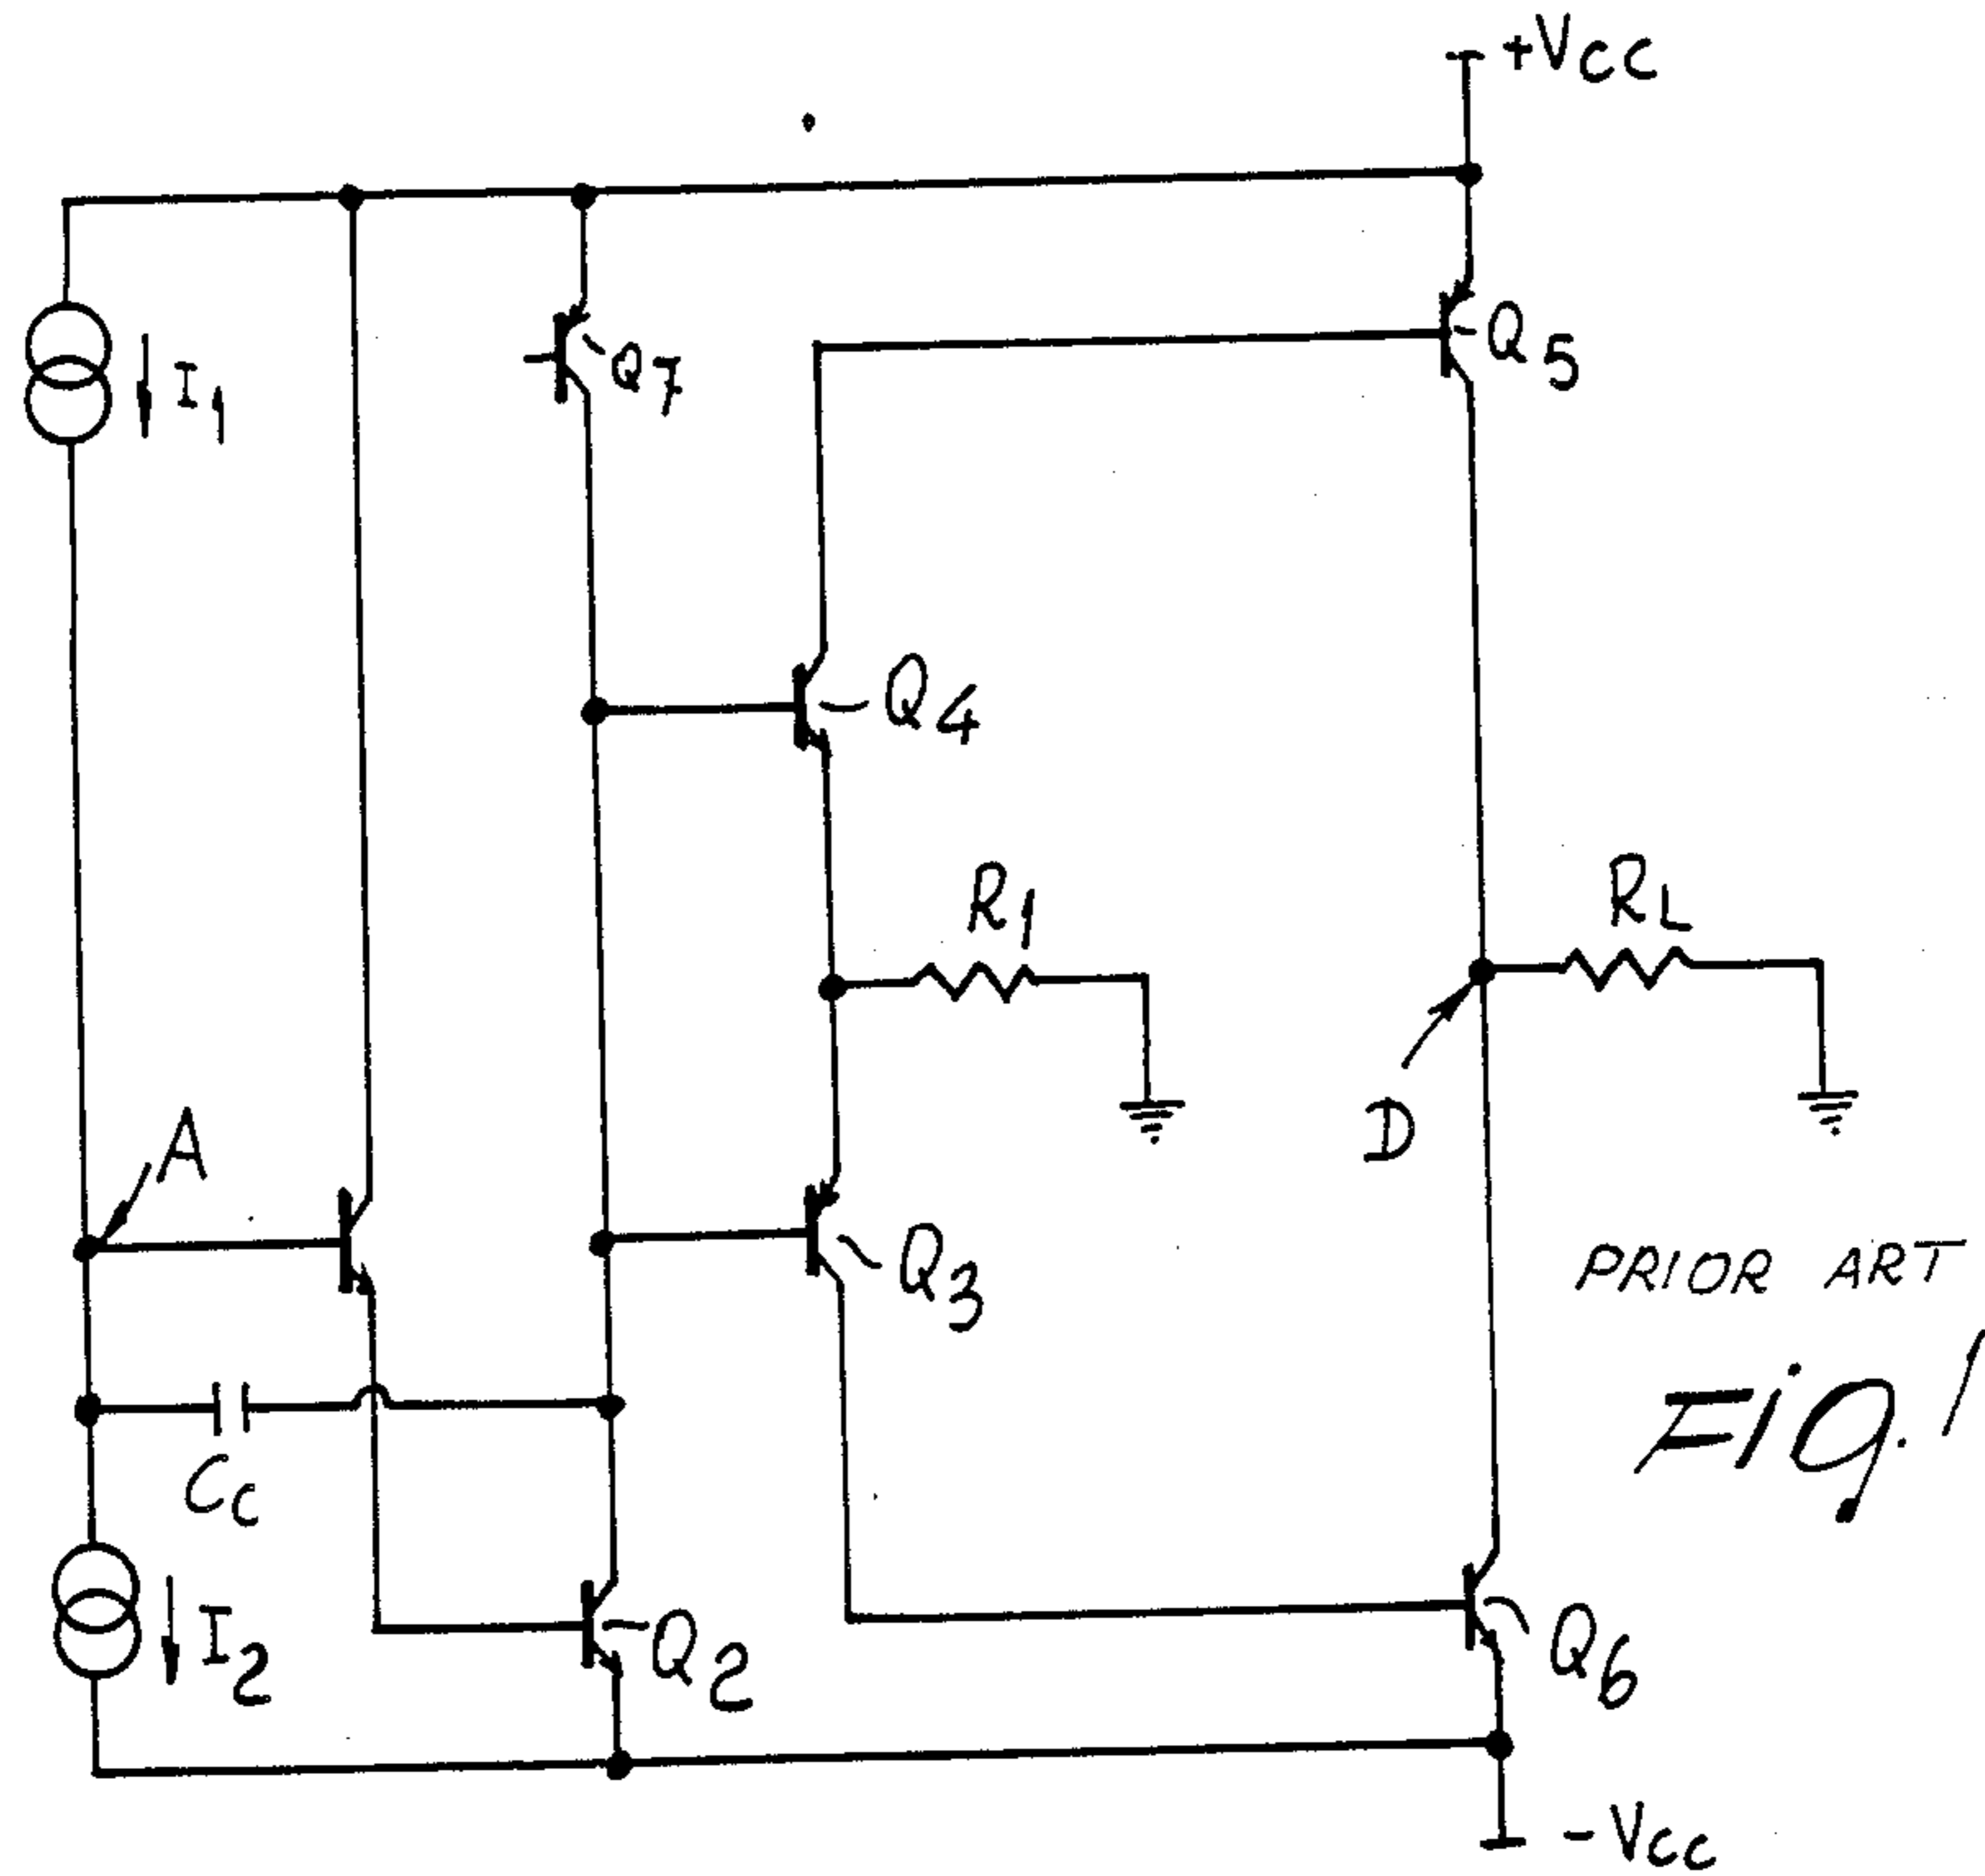 +Vcc
I1
Q7
Q5
Q4
R1
RL
A
D
Q3
PRIOR ART
Fig. 1
Cc
I2
Q2
Q6
-Vcc